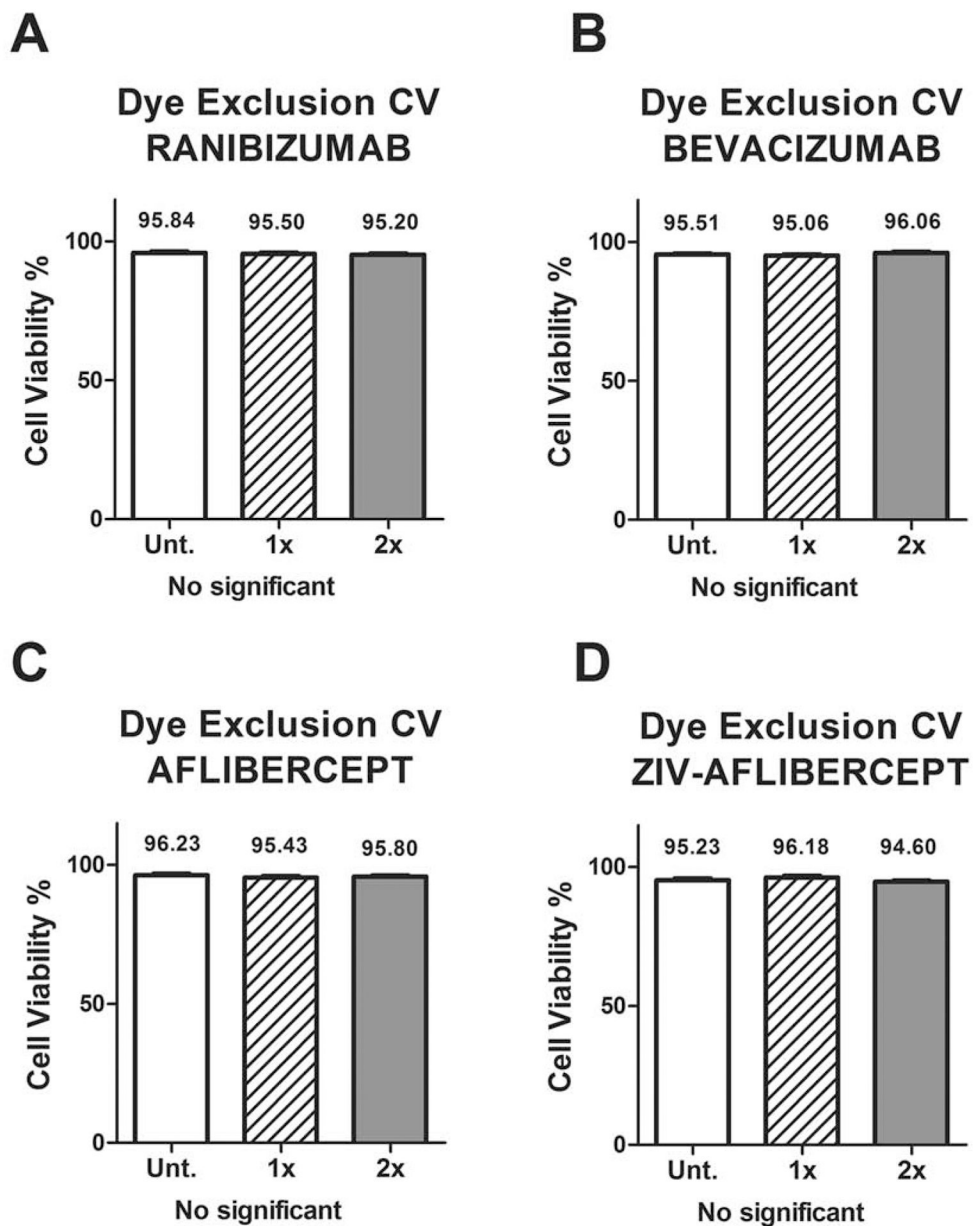 A
Dye Exclusion CV
RANIBIZUMAB
95.84 95.50 95.20
Cell Viability %
100
50
0
Unt. 1x 2x
No significant
B
Dye Exclusion CV
BEVACIZUMAB
95.51 95.06 96.06
Cell Viability %
100
50
0
Unt. 1x 2x
No significant
C
Dye Exclusion CV
AFLIBERCEPT
96.23 95.43 95.80
Cell Viability %
100
50
0
Unt. 1x 2x
No significant
D
Dye Exclusion CV
ZIV-AFLIBERCEPT
95.23 96.18 94.60
Cell Viability %
100
50
0
Unt. 1x 2x
No significant